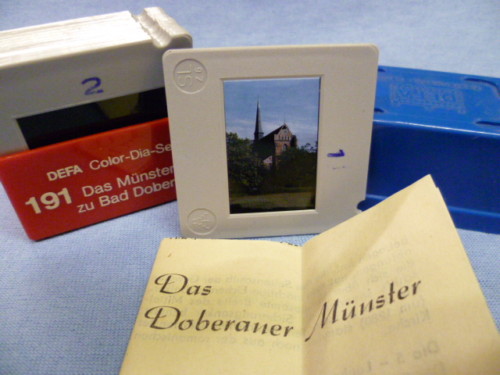 2
DEFA Color-Dia-Se
191 Das Münster
zu Bad Dober
Das Münster
Doberaner